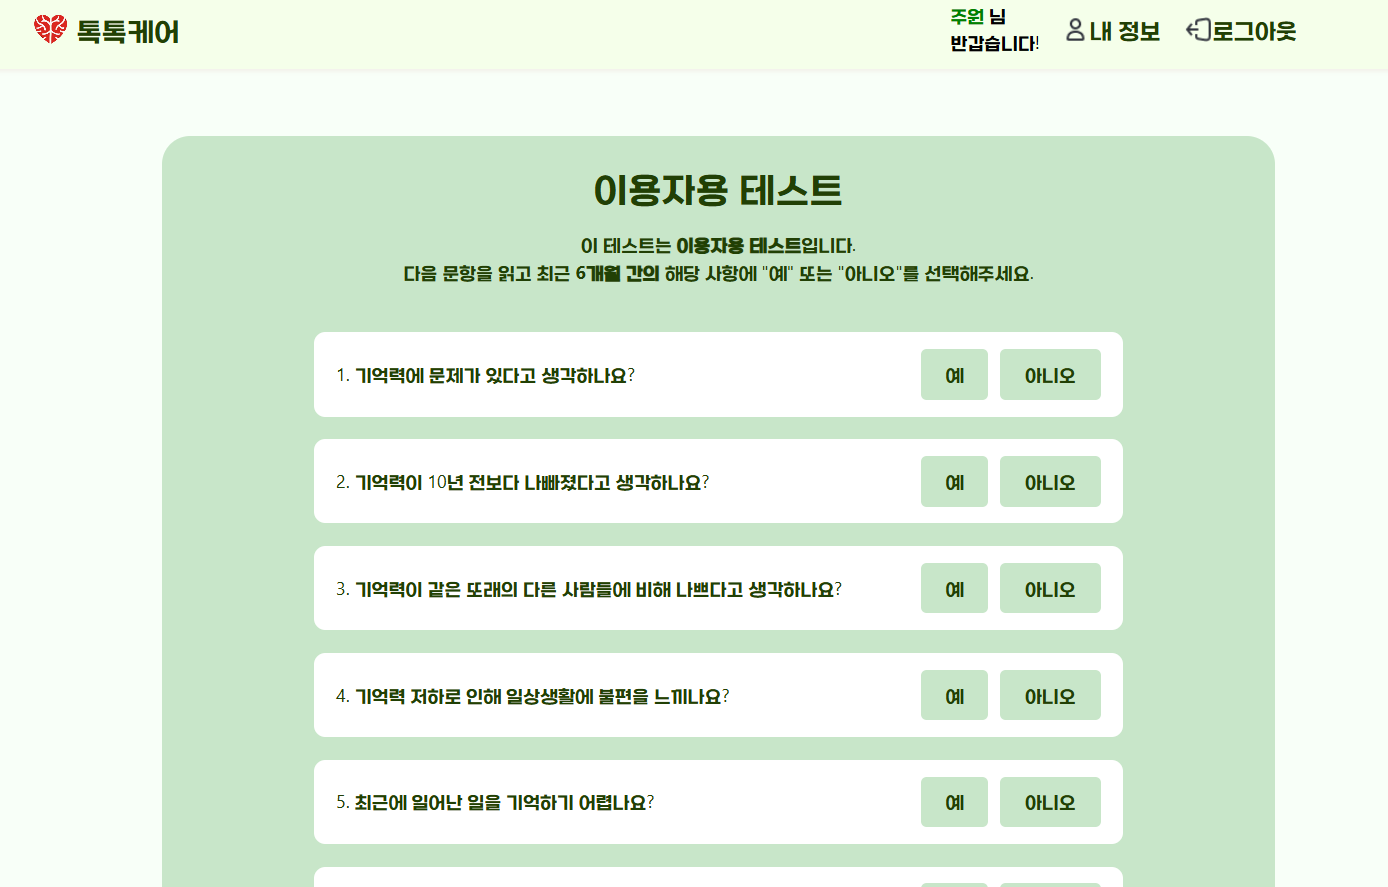 톡톡케어
주원 님
반갑습니다!
내 정보
로그아웃
이용자용 테스트
이 테스트는 이용자용 테스트입니다.
다음 문항을 읽고 최근 6개월 간의 해당 사항에 "예" 또는 "아니오"를 선택해주세요.
1. 기억력에 문제가 있다고 생각하나요? 예 아니오
2. 기억력이 10년 전보다 나빠졌다고 생각하나요? 예 아니오
3. 기억력이 같은 또래의 다른 사람들에 비해 나쁘다고 생각하나요? 예 아니오
4. 기억력 저하로 인해 일상생활에 불편을 느끼나요? 예 아니오
5. 최근에 일어난 일을 기억하기 어렵나요? 예 아니오